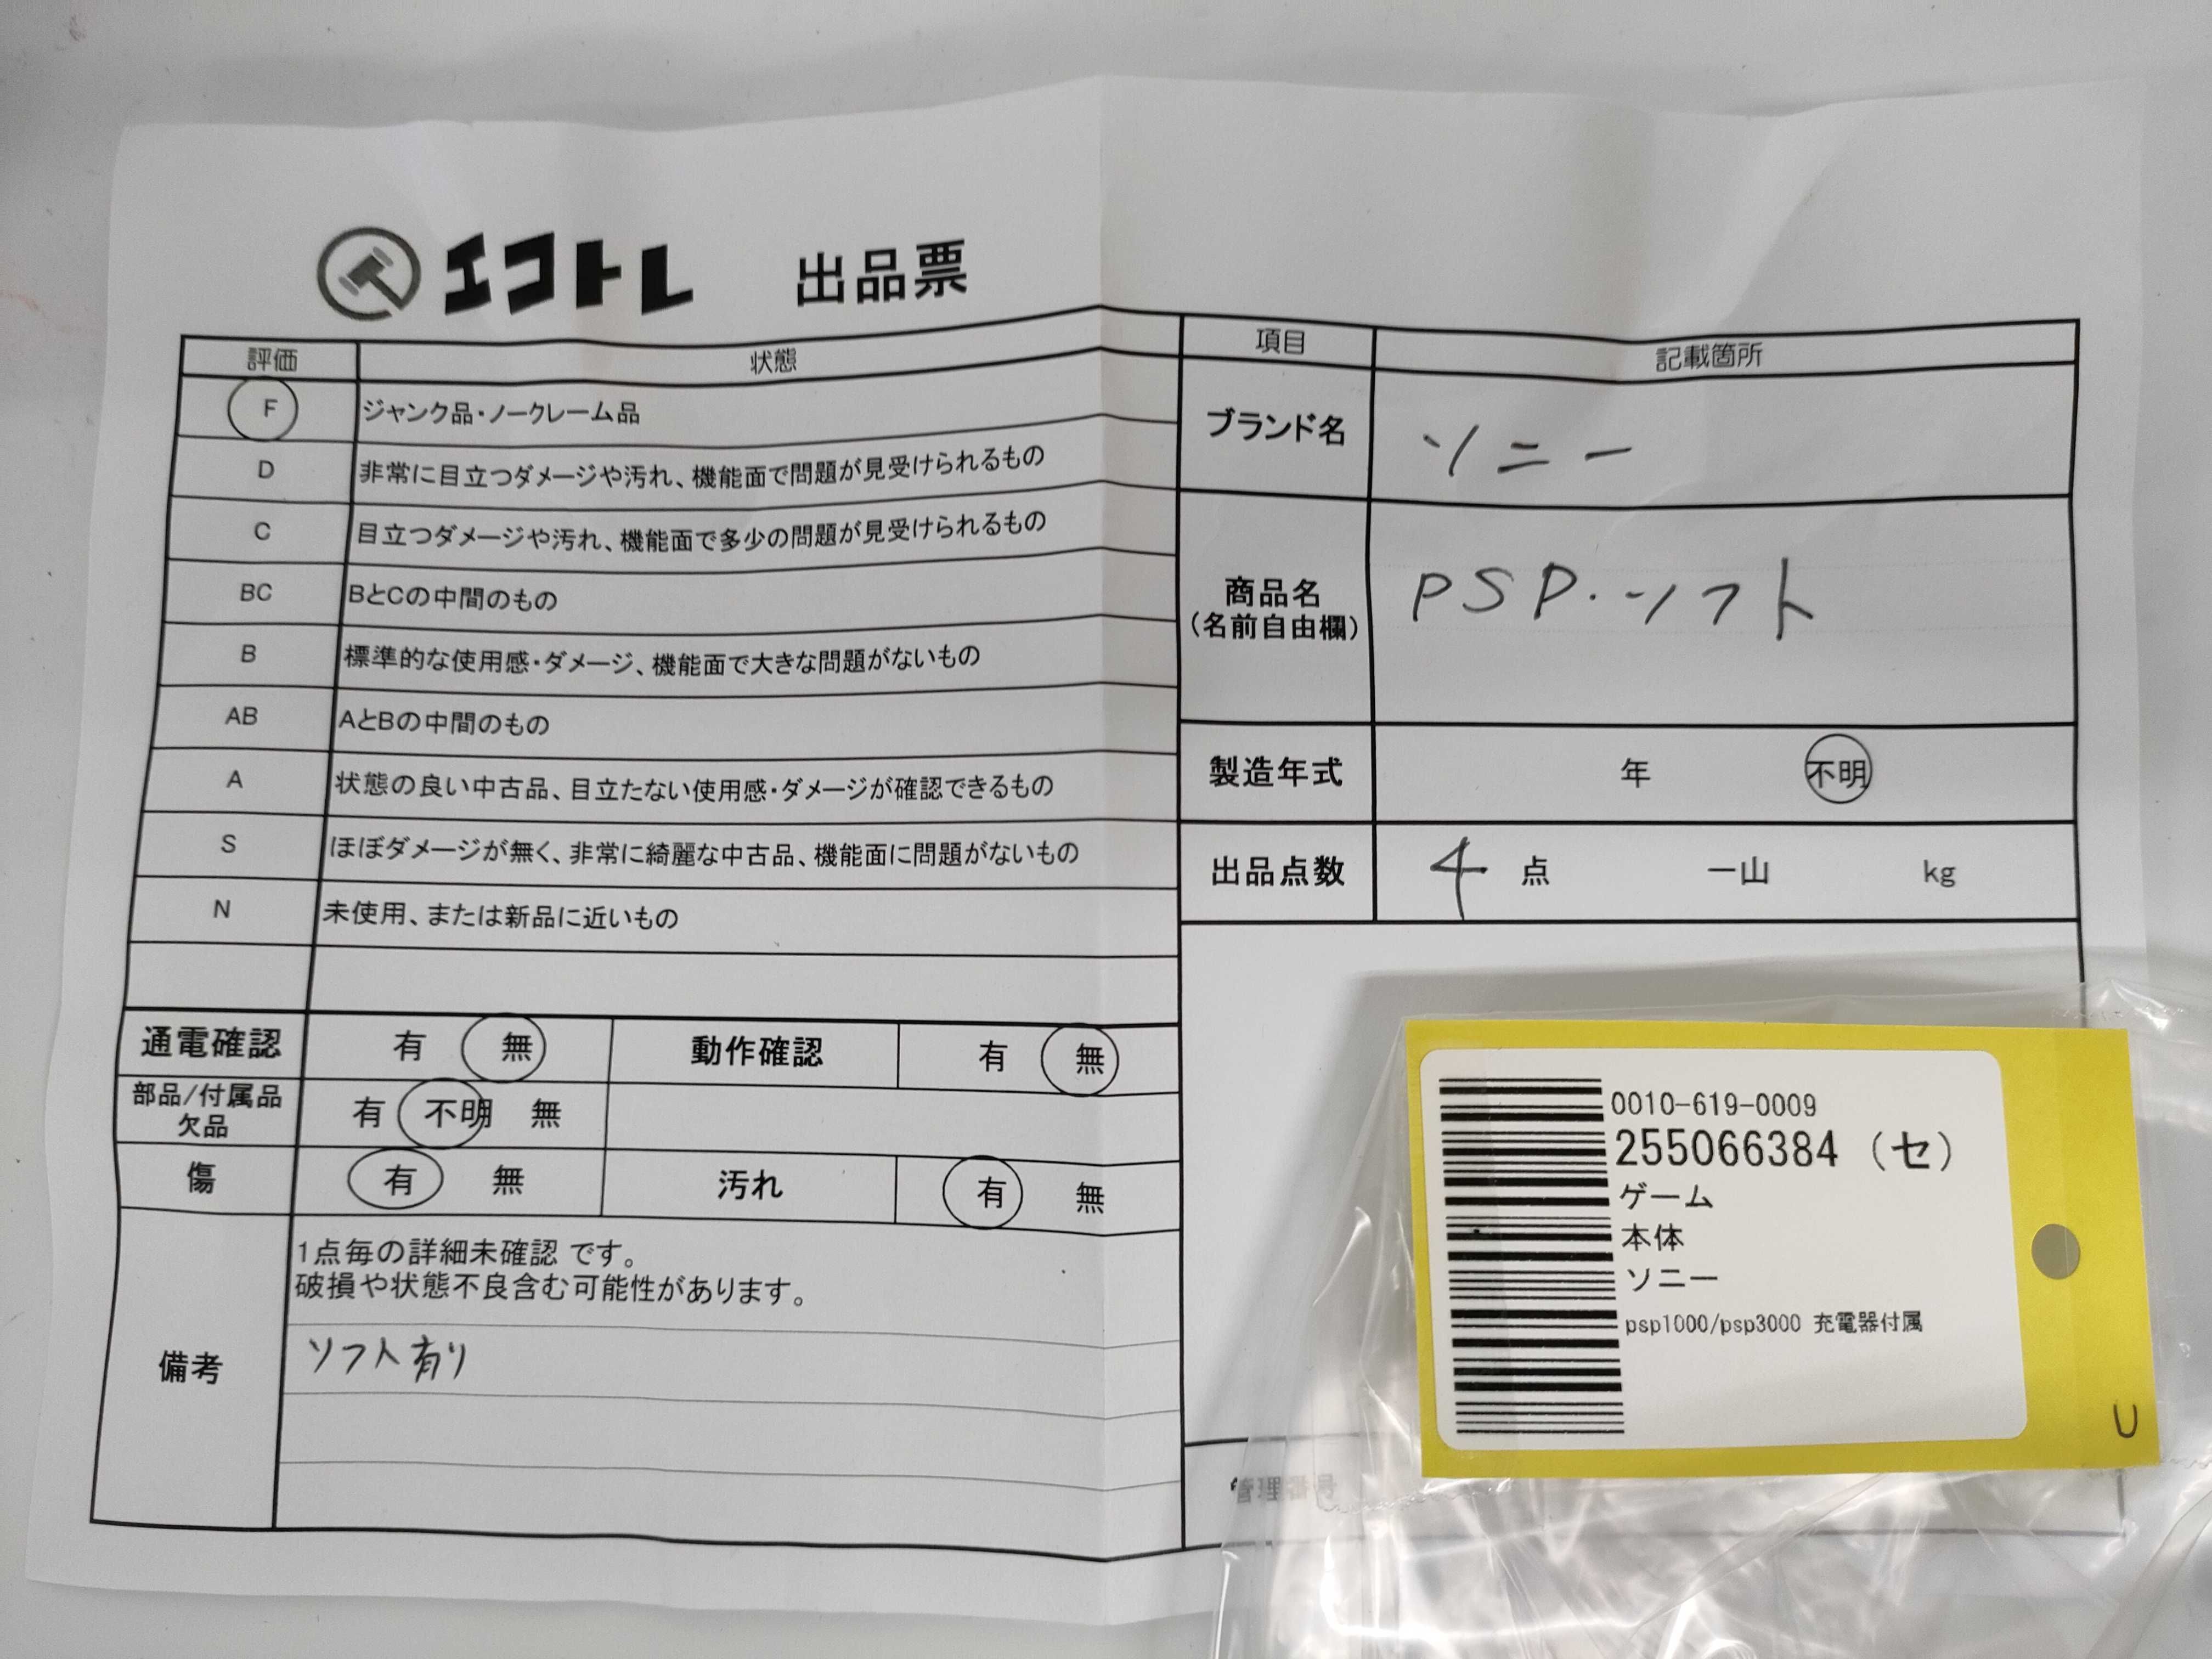 エコトレ 出品票
評価 状態
F ジャンク品・ノークレーム品
D 非常に目立つダメージや汚れ、機能面で問題が見受けられるもの
C 目立つダメージや汚れ、機能面で多少の問題が見受けられるもの
BC BとCの中間のもの
B 標準的な使用感・ダメージ、機能面で大きな問題がないもの
AB AとBの中間のもの
A 状態の良い中古品、目立たない使用感・ダメージが確認できるもの
S ほぼダメージが無く、非常に綺麗な中古品、機能面に問題がないもの
N 未使用、または新品に近いもの
通電確認 有 無 動作確認 有 無
部品/付属品
欠品 有 不明 無
傷 有 無 汚れ 有 無
備考
1点毎の詳細未確認 です。
破損や状態不良含む可能性があります。
ソフト有り
項目 記載箇所
ブランド名 ソニー
商品名
(名前自由欄) PSP・ソフト
製造年式 年 不明
出品点数 4 点 一山 kg
管理番号
0010-619-0009
255066384 (セ)
ゲーム
本体
ソニー
psp1000/psp3000 充電器付属
U